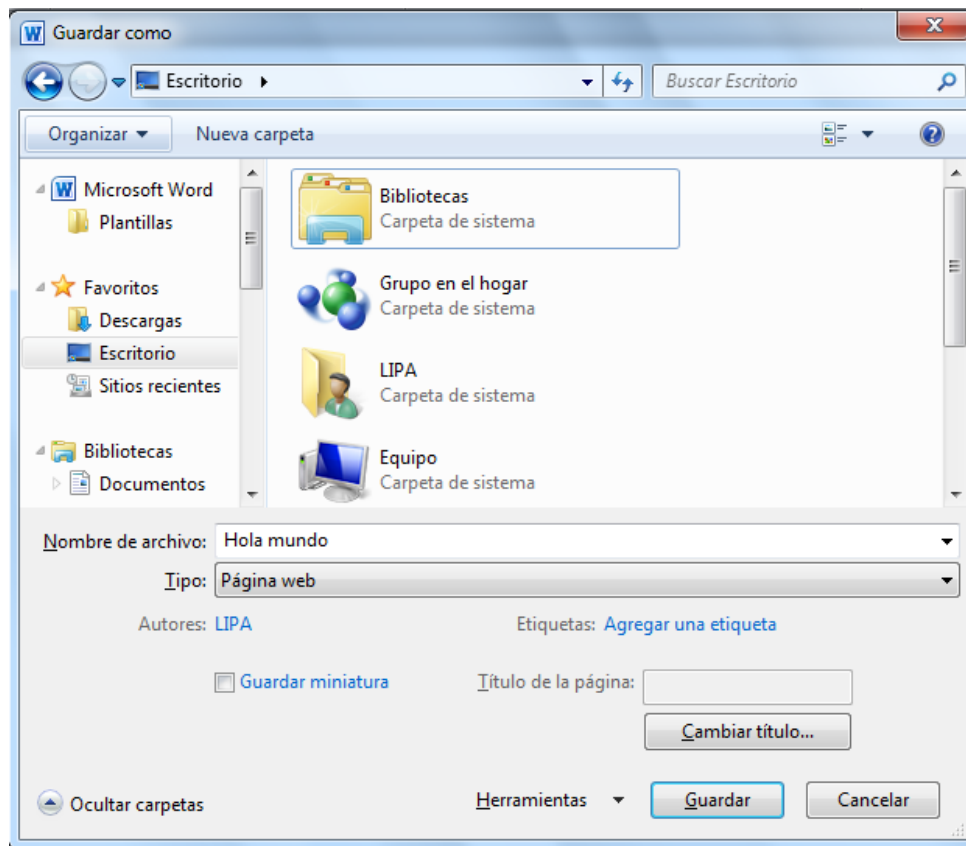 Guardar como
Escritorio
Buscar Escritorio
Organizar
Nueva carpeta
Microsoft Word
Plantillas
Favoritos
Descargas
Escritorio
Sitios recientes
Bibliotecas
Documentos
Bibliotecas
Carpeta de sistema
Grupo en el hogar
Carpeta de sistema
LIPA
Carpeta de sistema
Equipo
Carpeta de sistema
Nombre de archivo: Hola mundo
Tipo: Página web
Autores: LIPA
Etiquetas: Agregar una etiqueta
Guardar miniatura
Título de la página:
Cambiar título...
Ocultar carpetas
Herramientas
Guardar
Cancelar